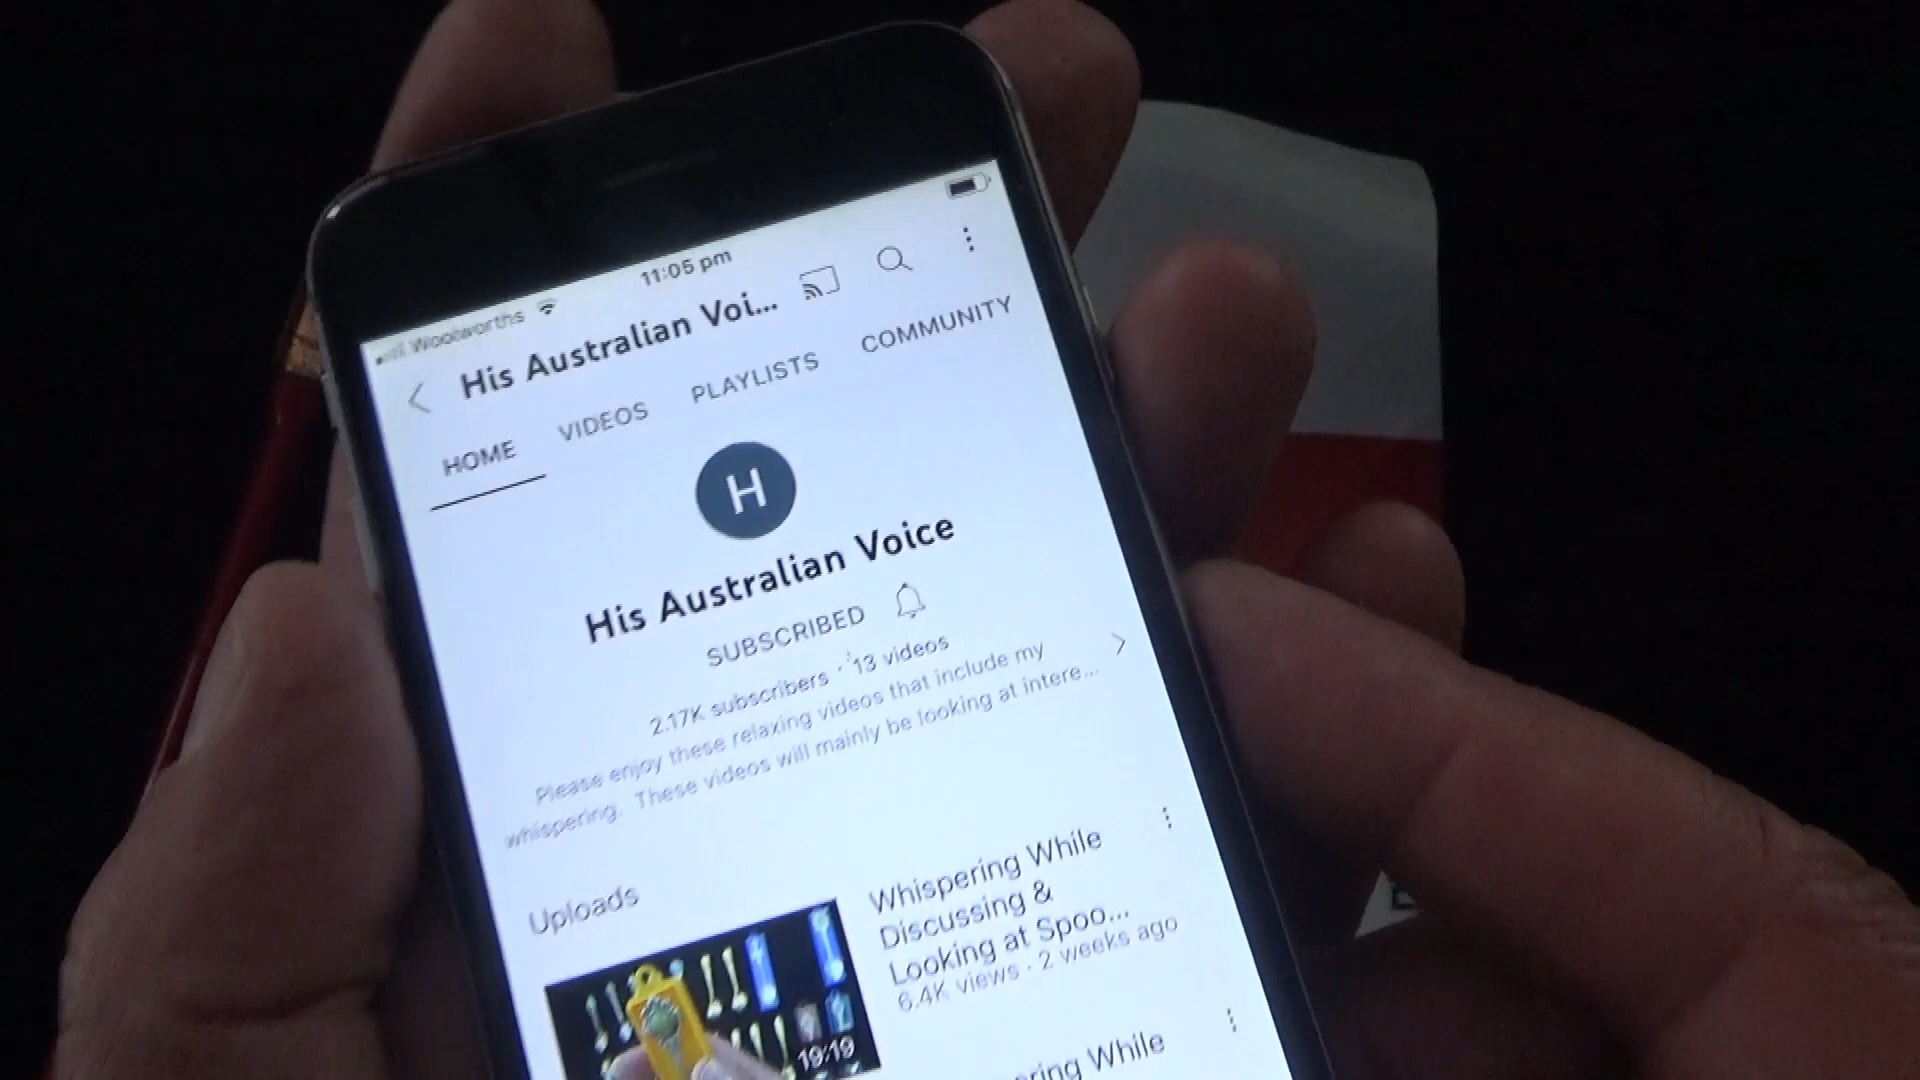 Woolworths
11:05 pm
His Australian Voi...
HOME VIDEOS PLAYLISTS COMMUNITY
H
His Australian Voice
SUBSCRIBED
2.17K subscribers · 13 videos
Please enjoy these relaxing videos that include my
whispering. These videos will mainly be looking at intere...
Uploads
Whispering While
Discussing &
Looking at Spoo...
6.4K views · 2 weeks ago
19:19
While